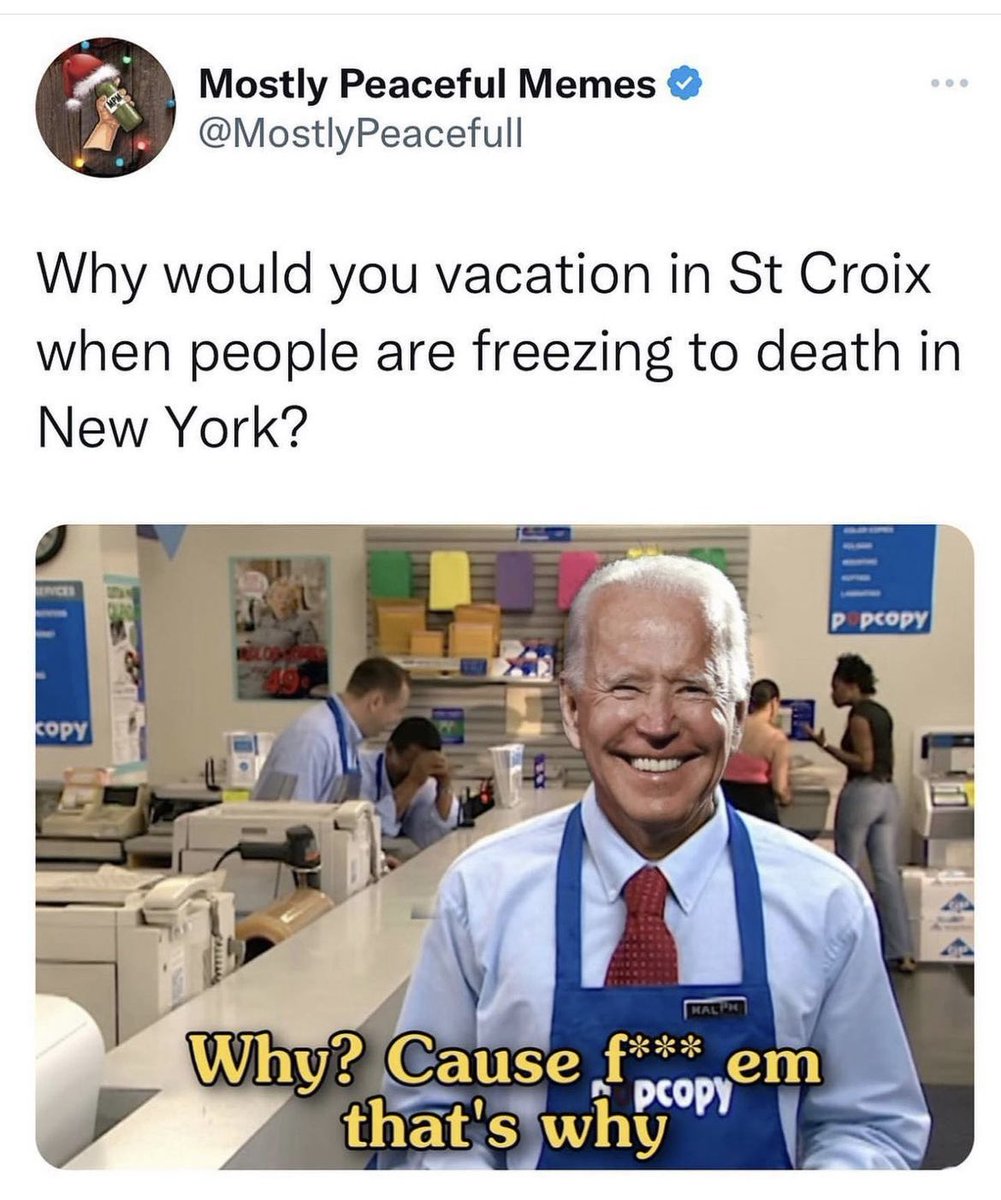 Mostly Peaceful Memes
@MostlyPeacefull
Why would you vacation in St Croix
when people are freezing to death in
New York?
popcopy
COPY
RALPH
Why? Cause f*** em
pcopy
that's why